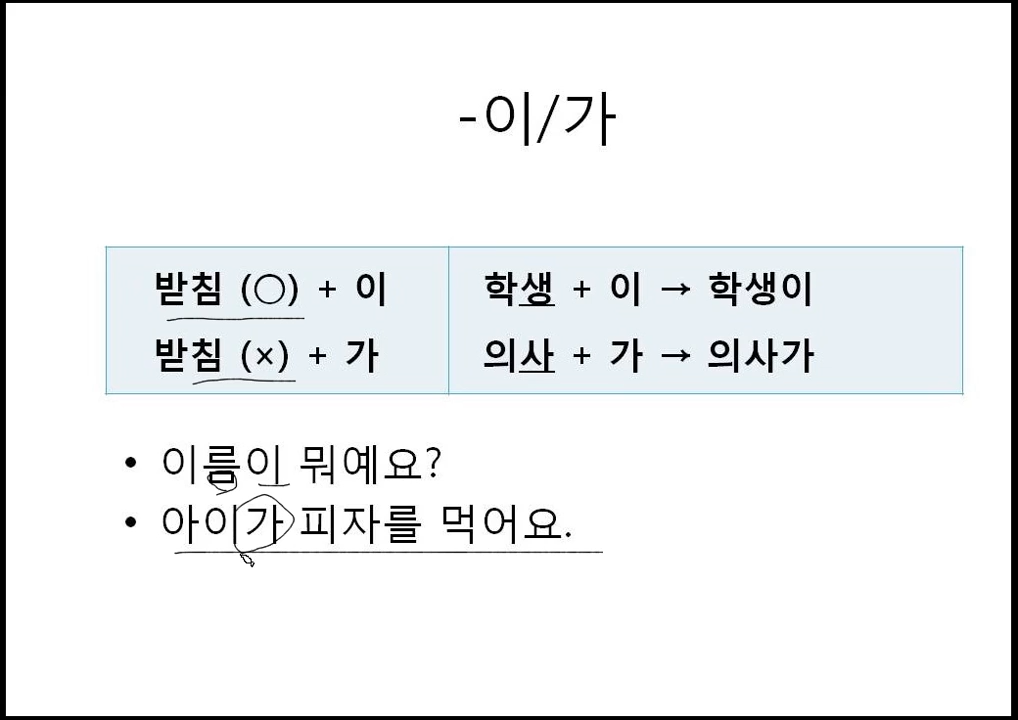 -이/가
받침 (○) + 이
학생 + 이 → 학생이
받침 (×) + 가
의사 + 가 → 의사가
• 이름이 뭐예요?
• 아이가 피자를 먹어요.